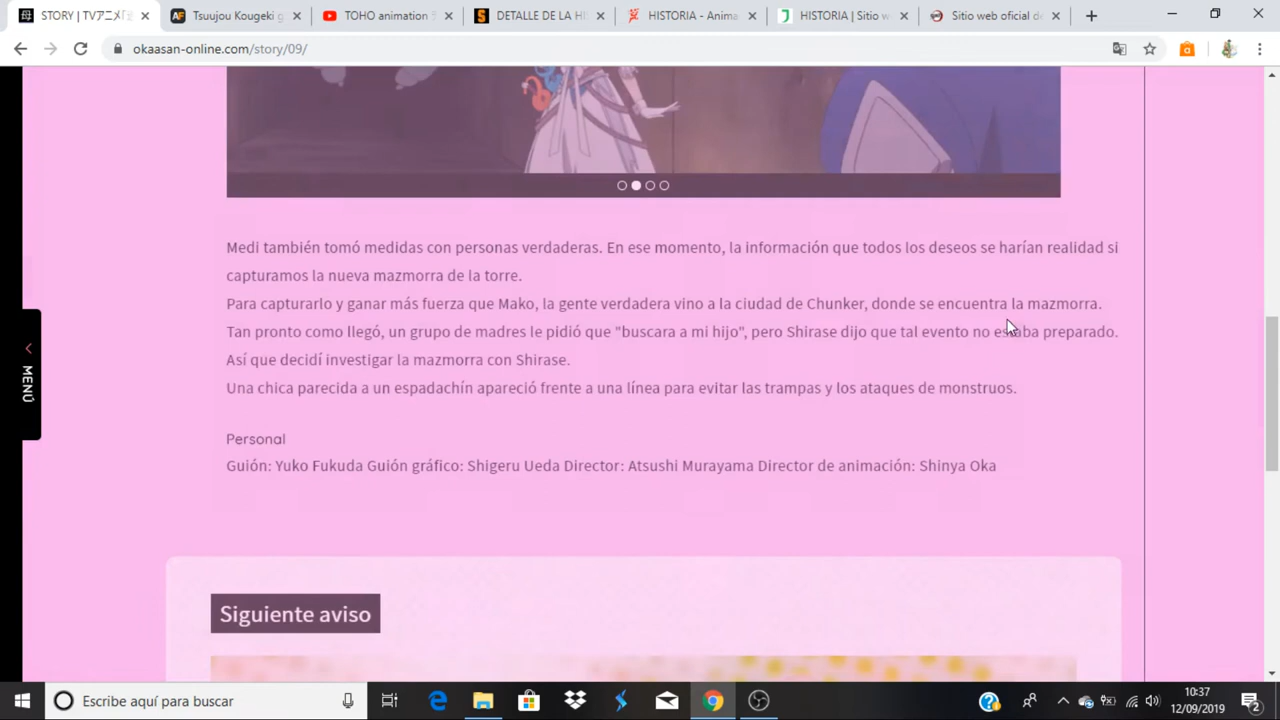 STORY | TVアニメ「
Tsuujou Kougeki g
TOHO animation チ
DETALLE DE LA HI
HISTORIA - Anima
HISTORIA | Sitio w
Sitio web oficial de
okaasan-online.com/story/09/
Medi también tomó medidas con personas verdaderas. En ese momento, la información que todos los deseos se harían realidad si
capturamos la nueva mazmorra de la torre.
Para capturarlo y ganar más fuerza que Mako, la gente verdadera vino a la ciudad de Chunker, donde se encuentra la mazmorra.
Tan pronto como llegó, un grupo de madres le pidió que "buscara a mi hijo", pero Shirase dijo que tal evento no estaba preparado.
Así que decidí investigar la mazmorra con Shirase.
Una chica parecida a un espadachín apareció frente a una línea para evitar las trampas y los ataques de monstruos.
MENÚ
Personal
Guión: Yuko Fukuda Guión gráfico: Shigeru Ueda Director: Atsushi Murayama Director de animación: Shinya Oka
Siguiente aviso
Escribe aquí para buscar
10:37
12/09/2019
2